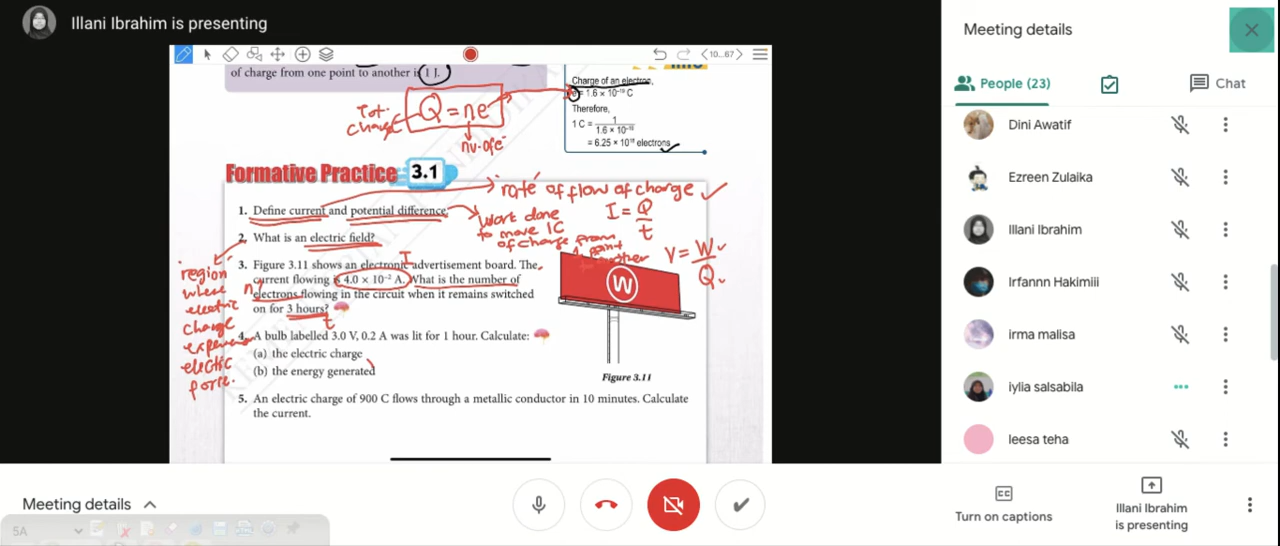 Illani Ibrahim is presenting
of charge from one point to another is 1 J.
Tot.
charge
Q = ne
no. of e⁻
Charge of an electron,
e = 1.6 × 10⁻¹⁹ C
Therefore,
1 C = 1 / 1.6 × 10⁻¹⁹
= 6.25 × 10¹⁸ electrons
Formative Practice 3.1
rate of flow of charge
1. Define current and potential difference.
work done
to move 1C
of charge from
a point
to another
I = Q / t
V = W / Q
2. What is an electric field?
region
where
electric
charge
experience
electric
force.
3. Figure 3.11 shows an electronic advertisement board. The
current flowing is 4.0 × 10⁻² A. What is the number of
electrons flowing in the circuit when it remains switched
on for 3 hours?
I
n
t
W
4. A bulb labelled 3.0 V, 0.2 A was lit for 1 hour. Calculate:
(a) the electric charge
(b) the energy generated
Figure 3.11
5. An electric charge of 900 C flows through a metallic conductor in 10 minutes. Calculate
the current.
<10...67>
Meeting details
People (23)
Chat
Dini Awatif
Ezreen Zulaika
Illani Ibrahim
Irfannn Hakimiii
irma malisa
iylia salsabila
leesa teha
Meeting details
CC
Turn on captions
Illani Ibrahim
is presenting
5A